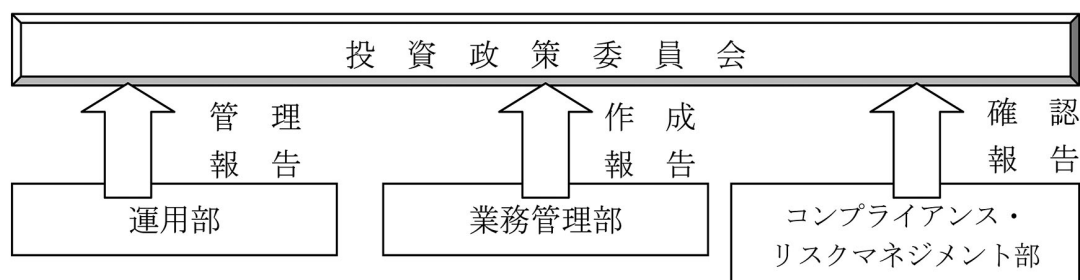 投資政策委員会
管理
報告
作成
報告
確認
報告
運用部
業務管理部
コンプライアンス・
リスクマネジメント部